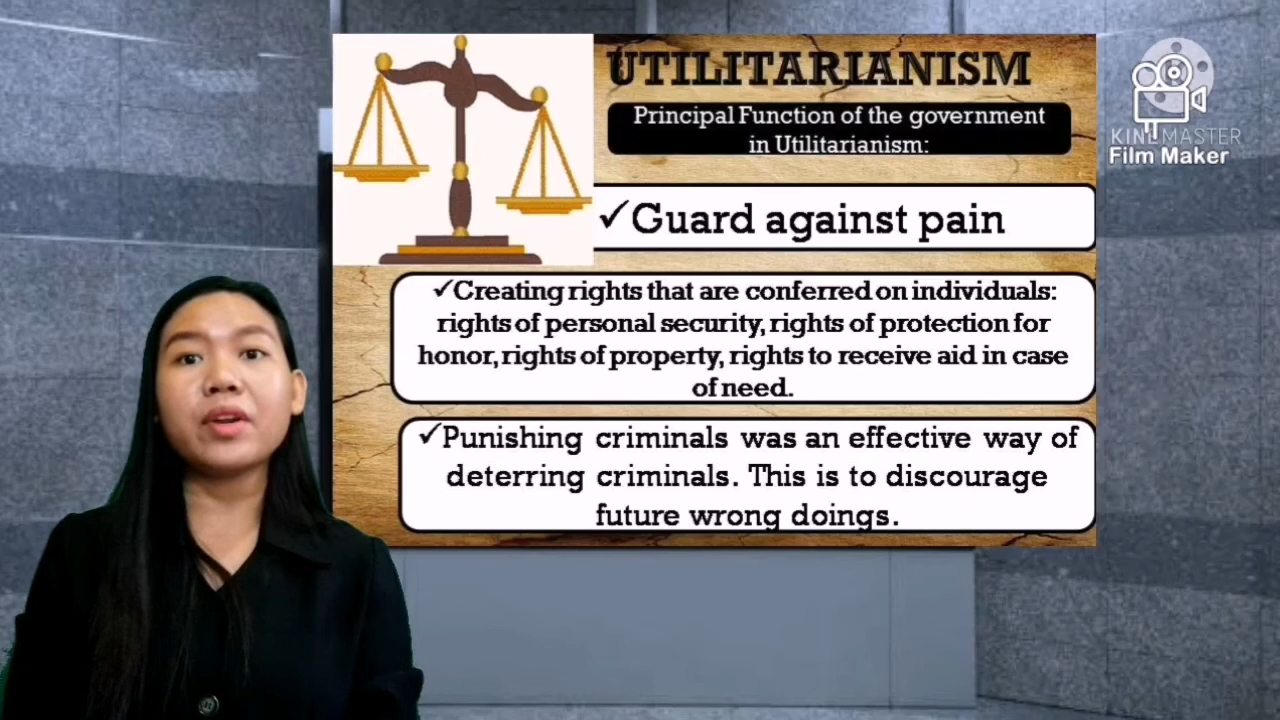 UTILITARIANISM
Principal Function of the government
in Utilitarianism:
✓Guard against pain
✓Creating rights that are conferred on individuals:
rights of personal security, rights of protection for
honor, rights of property, rights to receive aid in case
of need.
✓Punishing criminals was an effective way of
deterring criminals. This is to discourage
future wrong doings.
KINEMASTER
Film Maker